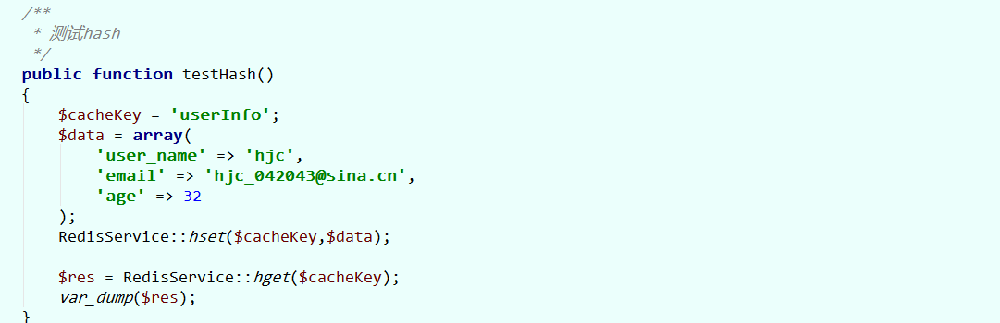 /**
 * 测试hash
 */
public function testHash()
{
    $cacheKey = 'userInfo';
    $data = array(
        'user_name' => 'hjc',
        'email' => 'hjc_042043@sina.cn',
        'age' => 32
    );
    RedisService::hset($cacheKey,$data);

    $res = RedisService::hget($cacheKey);
    var_dump($res);
}